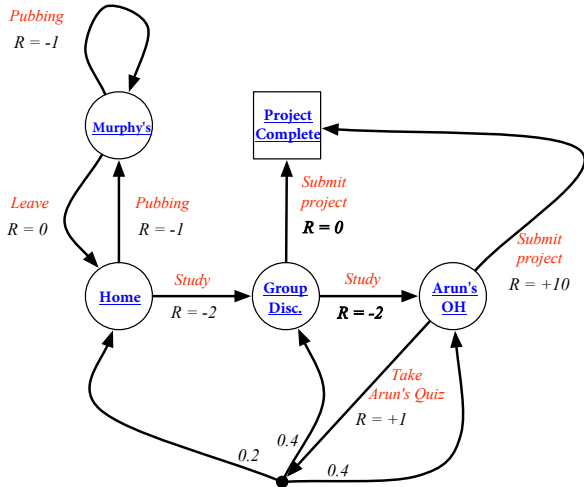 Pubbing
R = -1
Murphy's
Project
Complete
Leave
R = 0
Pubbing
R = -1
Submit
project
R = 0
Submit
project
R = +10
Home
Study
R = -2
Group
Disc.
Study
R = -2
Arun's
OH
Take
Arun's Quiz
R = +1
0.2
0.4
0.4